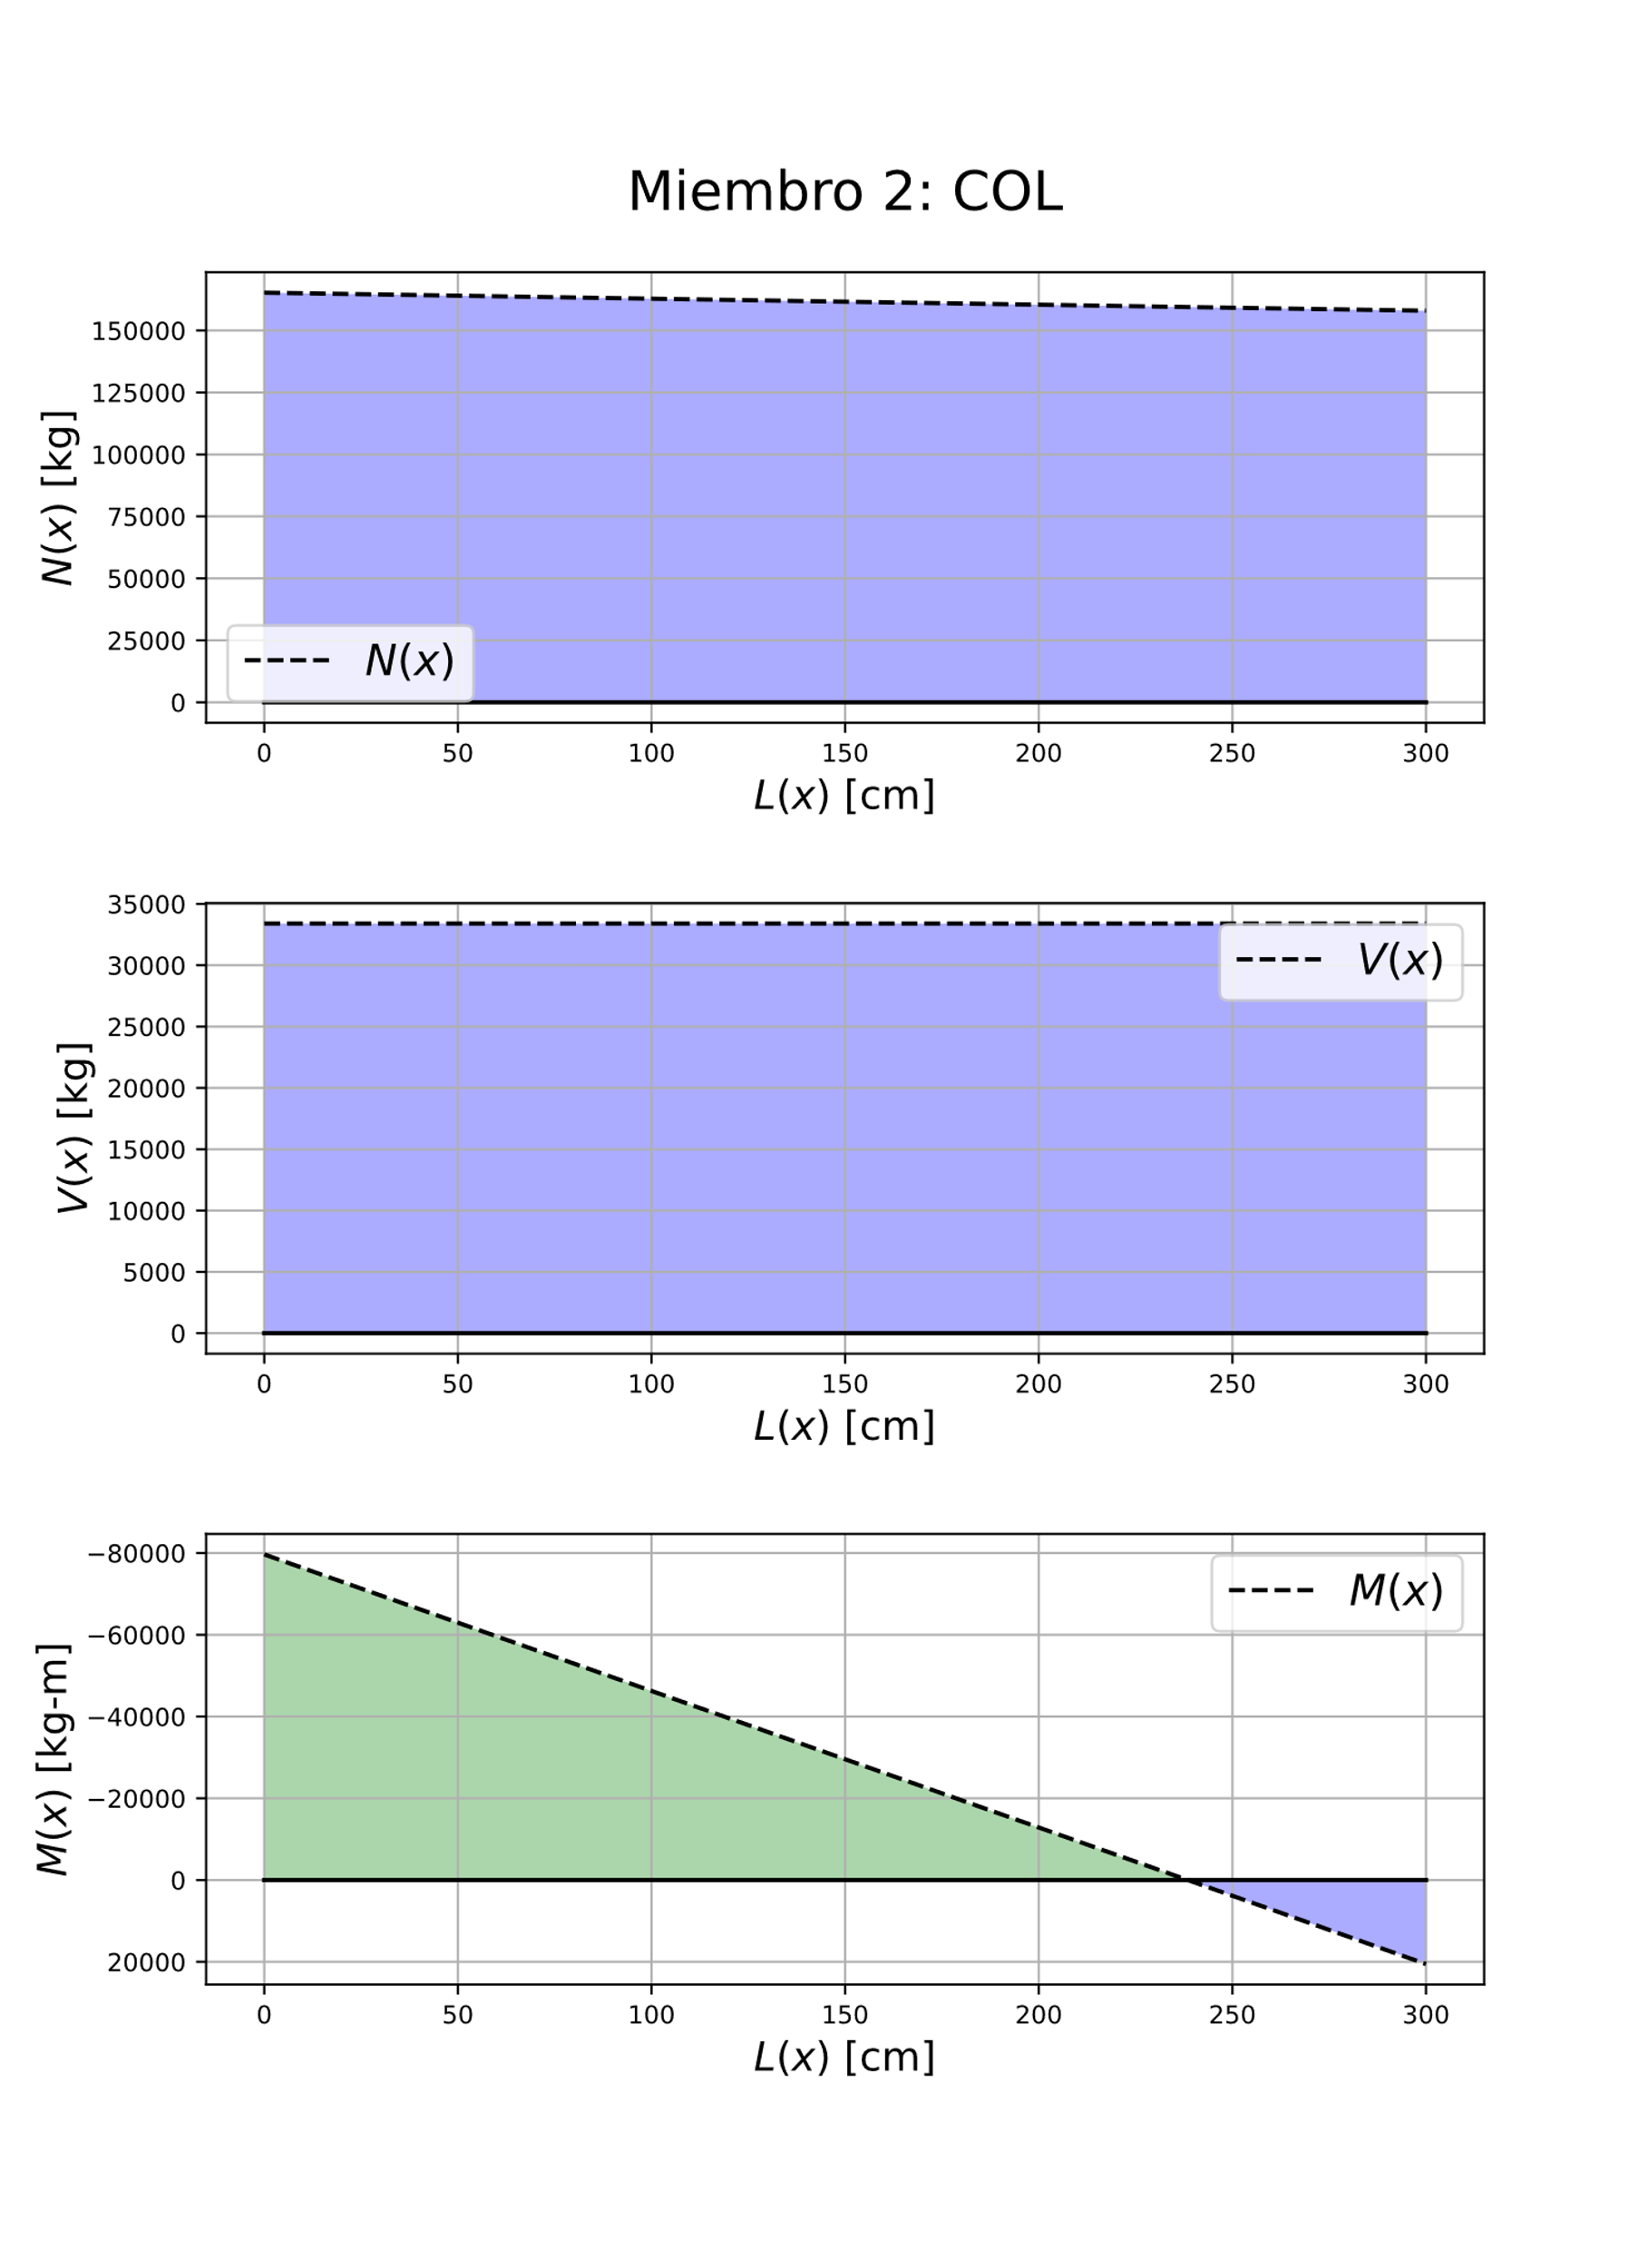 Miembro 2: COL
150000
125000
100000
75000
50000
25000
0
N(x) [kg]
N(x)
0 50 100 150 200 250 300
L(x) [cm]
35000
30000
25000
20000
15000
10000
5000
0
V(x) [kg]
V(x)
0 50 100 150 200 250 300
L(x) [cm]
−80000
−60000
−40000
−20000
0
20000
M(x) [kg-m]
M(x)
0 50 100 150 200 250 300
L(x) [cm]